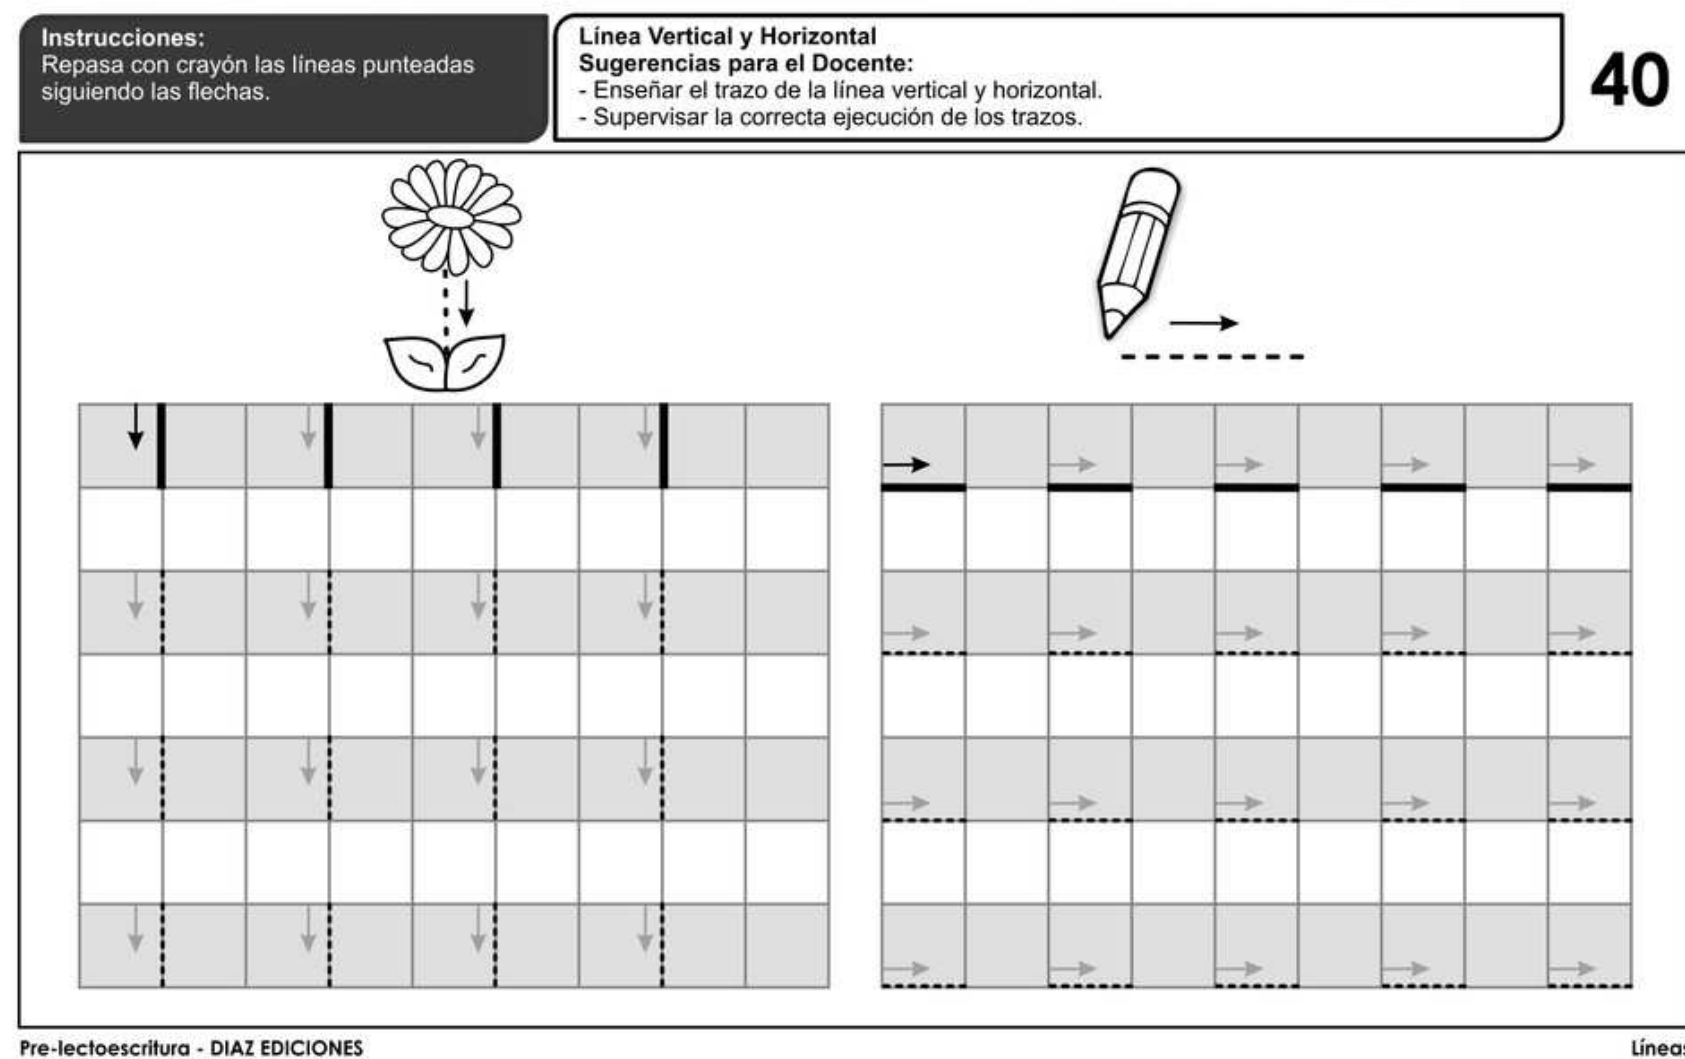 Instrucciones:
Repasa con crayón las líneas punteadas
siguiendo las flechas.
Línea Vertical y Horizontal
Sugerencias para el Docente:
- Enseñar el trazo de la línea vertical y horizontal.
- Supervisar la correcta ejecución de los trazos.
40
Pre-lectoescritura - DIAZ EDICIONES
Líneas